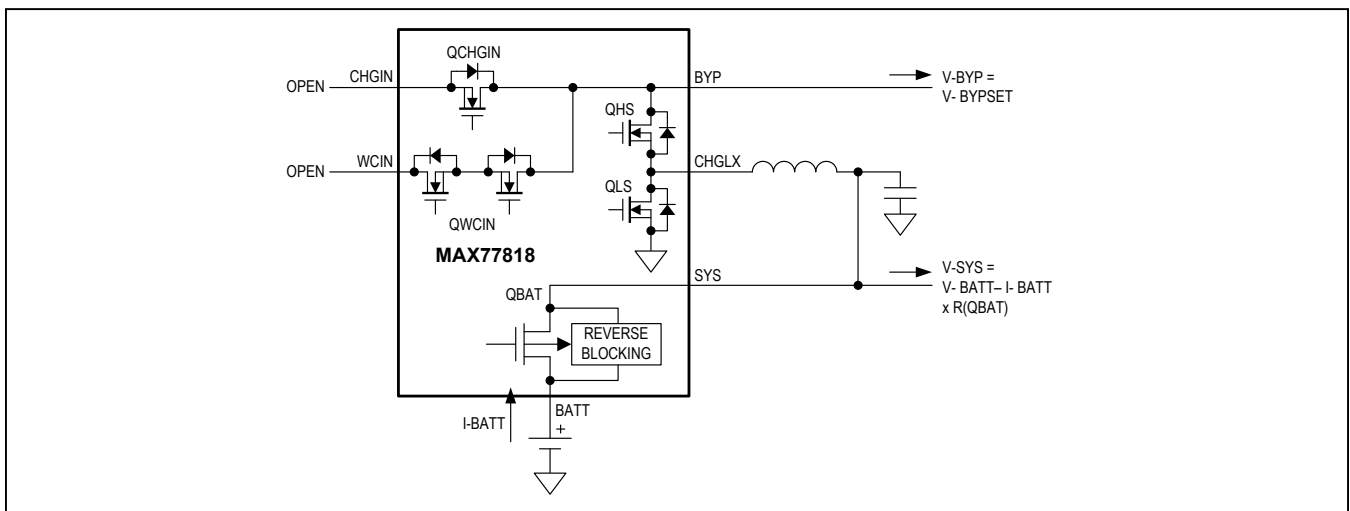 QCHGIN
OPEN
CHGIN
BYP
V-BYP =
V- BYPSET
QHS
OPEN
WCIN
CHGLX
QLS
QWCIN
MAX77818
SYS
V-SYS =
V- BATT– I- BATT
x R(QBAT)
QBAT
REVERSE
BLOCKING
I-BATT
BATT
+